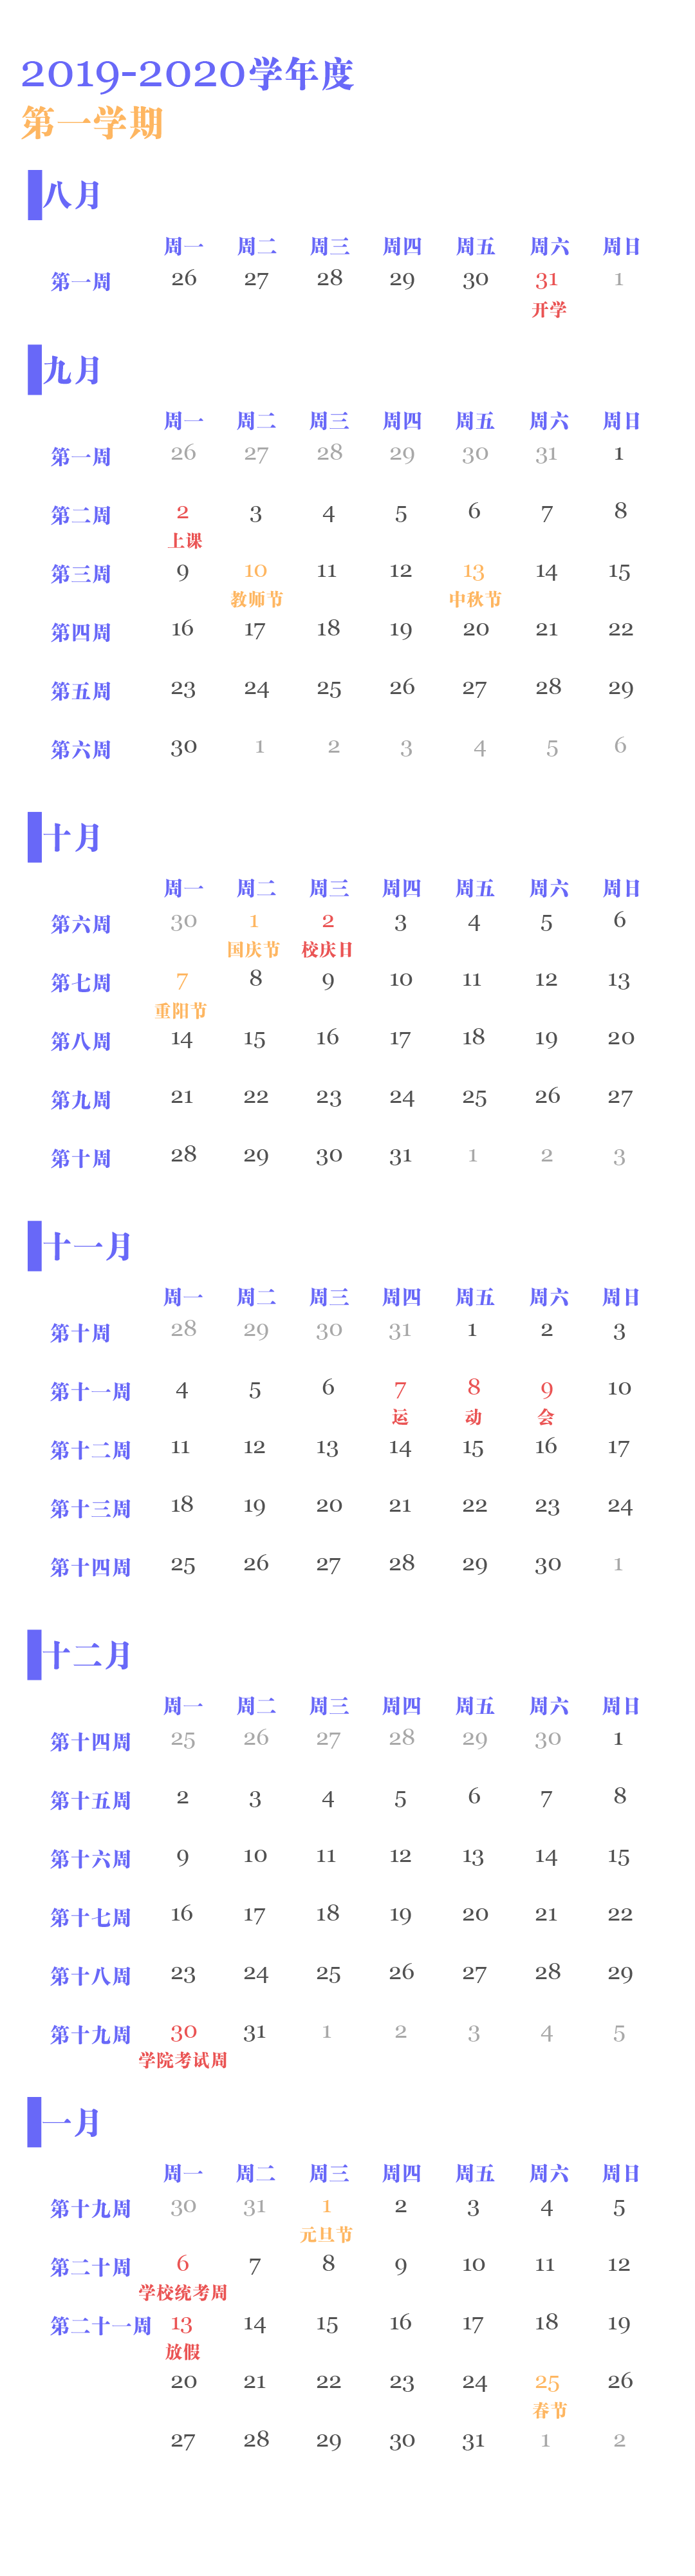 2019-2020学年度
第一学期
八月
周一 周二 周三 周四 周五 周六 周日
第一周 26 27 28 29 30 31 1
开学
九月
周一 周二 周三 周四 周五 周六 周日
第一周 26 27 28 29 30 31 1
第二周 2 3 4 5 6 7 8
上课
第三周 9 10 11 12 13 14 15
教师节 中秋节
第四周 16 17 18 19 20 21 22
第五周 23 24 25 26 27 28 29
第六周 30 1 2 3 4 5 6
十月
周一 周二 周三 周四 周五 周六 周日
第六周 30 1 2 3 4 5 6
国庆节 校庆日
第七周 7 8 9 10 11 12 13
重阳节
第八周 14 15 16 17 18 19 20
第九周 21 22 23 24 25 26 27
第十周 28 29 30 31 1 2 3
十一月
周一 周二 周三 周四 周五 周六 周日
第十周 28 29 30 31 1 2 3
第十一周 4 5 6 7 8 9 10
运 动 会
第十二周 11 12 13 14 15 16 17
第十三周 18 19 20 21 22 23 24
第十四周 25 26 27 28 29 30 1
十二月
周一 周二 周三 周四 周五 周六 周日
第十四周 25 26 27 28 29 30 1
第十五周 2 3 4 5 6 7 8
第十六周 9 10 11 12 13 14 15
第十七周 16 17 18 19 20 21 22
第十八周 23 24 25 26 27 28 29
第十九周 30 31 1 2 3 4 5
学院考试周
一月
周一 周二 周三 周四 周五 周六 周日
第十九周 30 31 1 2 3 4 5
元旦节
第二十周 6 7 8 9 10 11 12
学校统考周
第二十一周 13 14 15 16 17 18 19
放假
20 21 22 23 24 25 26
春节
27 28 29 30 31 1 2